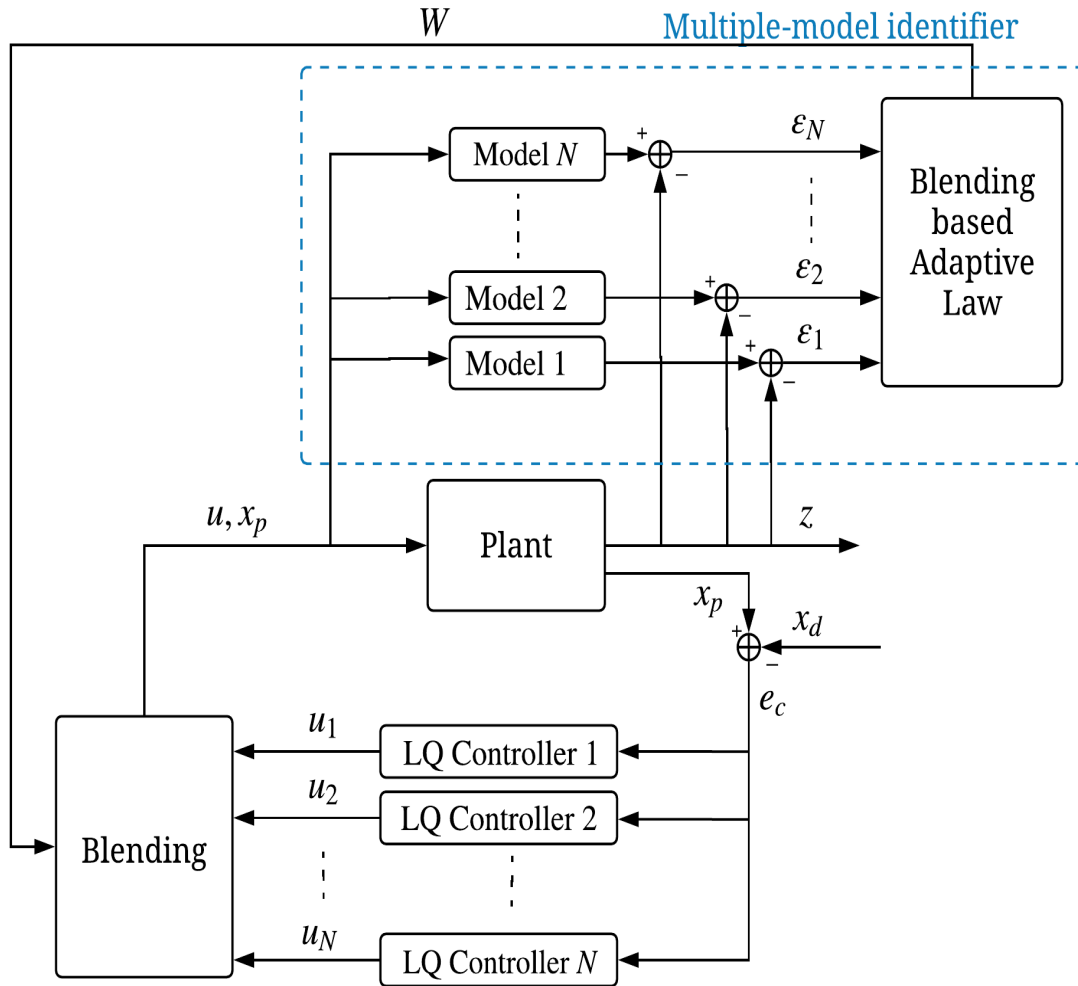 W
Multiple-model identifier
Model N
+
−
ε_N
Blending
based
Adaptive
Law
Model 2
+
−
ε_2
Model 1
+
−
ε_1
u, x_p
Plant
z
x_p
+
−
x_d
e_c
u_1
LQ Controller 1
u_2
LQ Controller 2
Blending
u_N
LQ Controller N